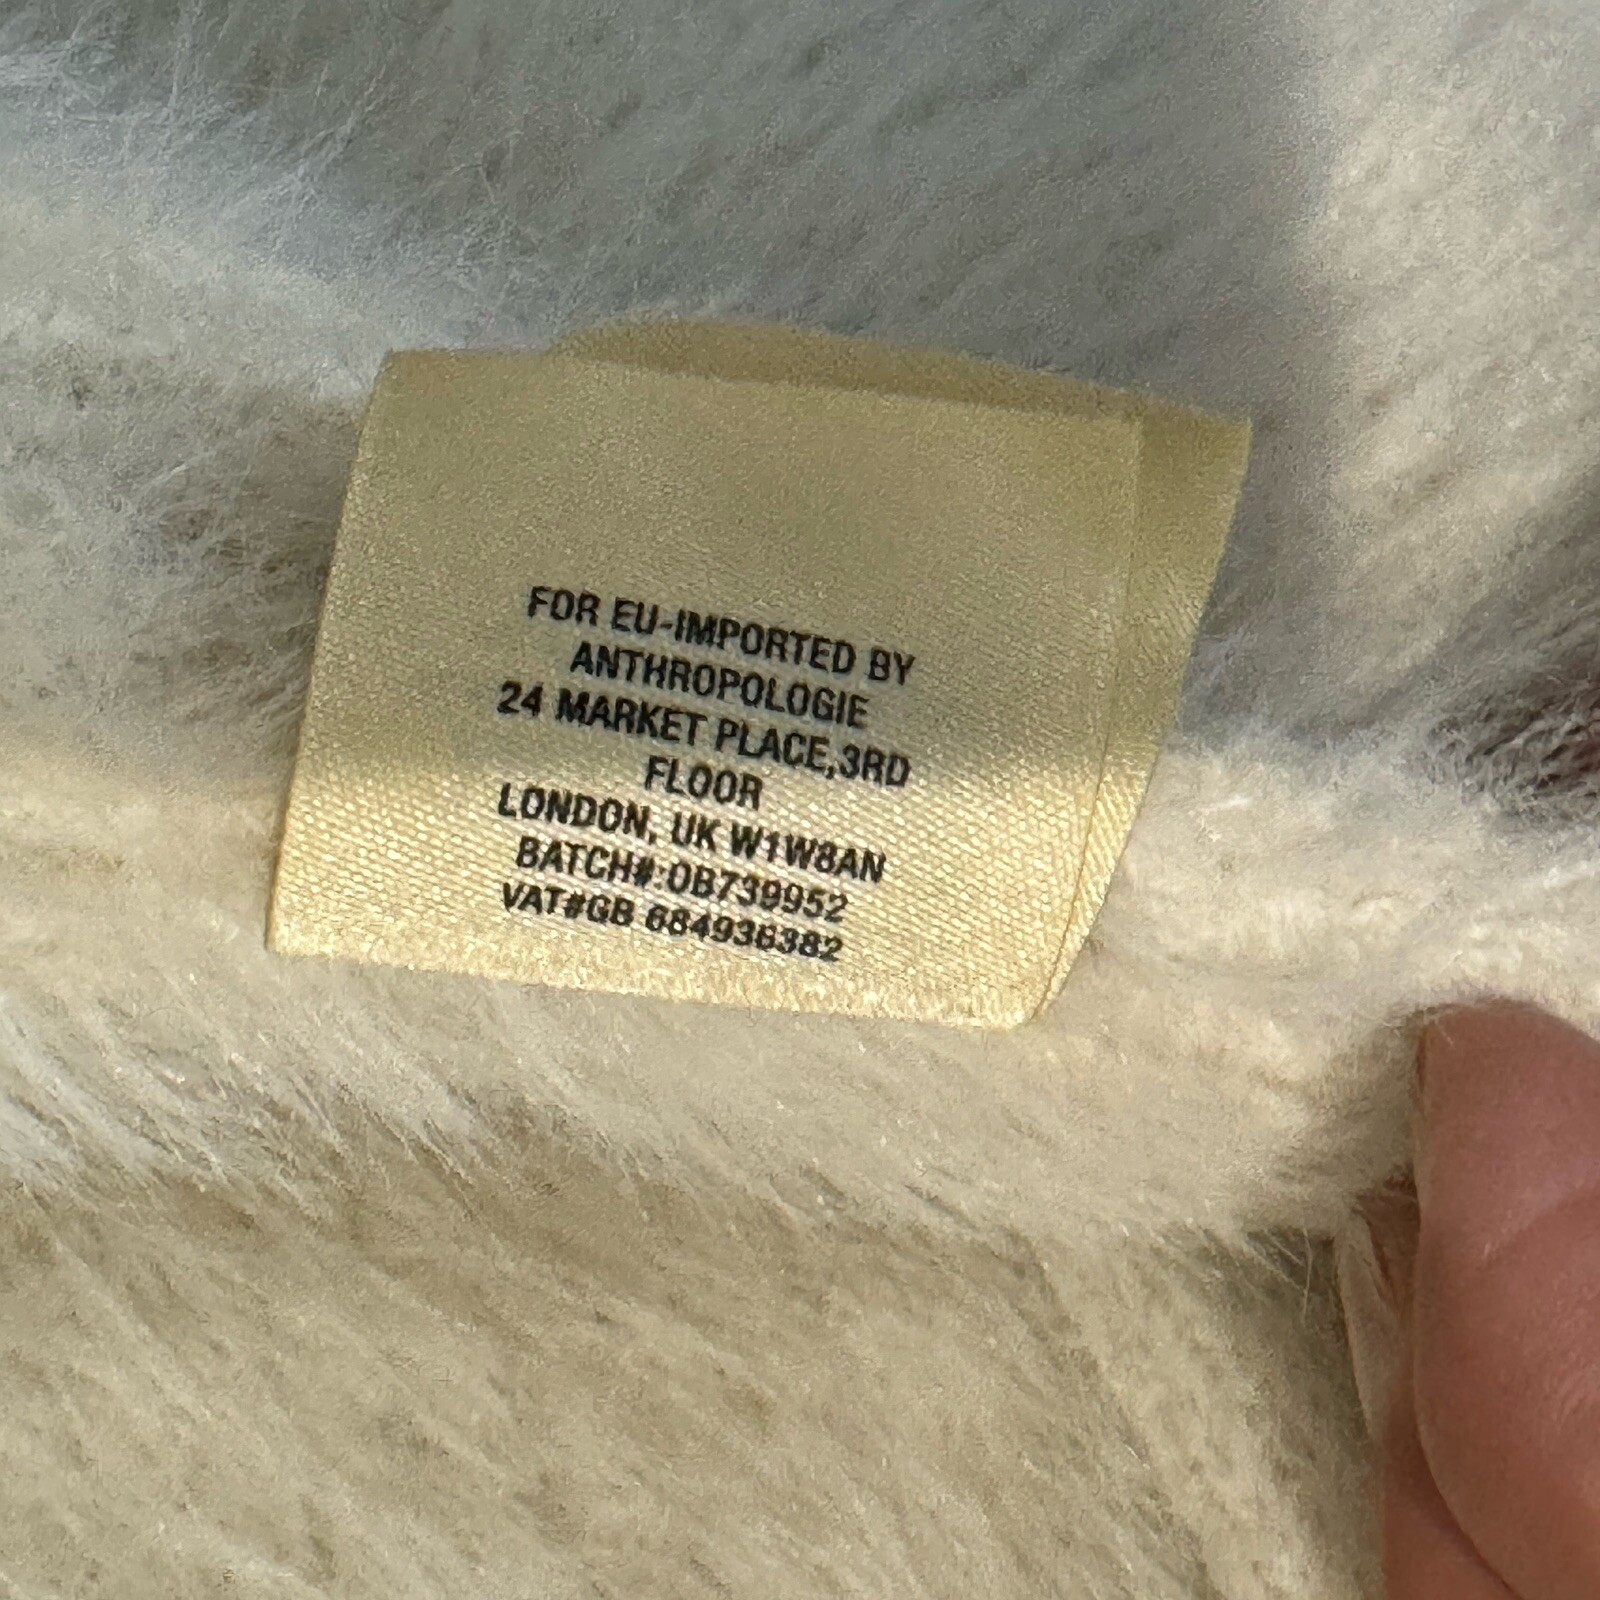 FOR EU-IMPORTED BY
ANTHROPOLOGIE
24 MARKET PLACE,3RD
FLOOR
LONDON, UK W1W8AN
BATCH#:0B739952
VAT#GB 684936382